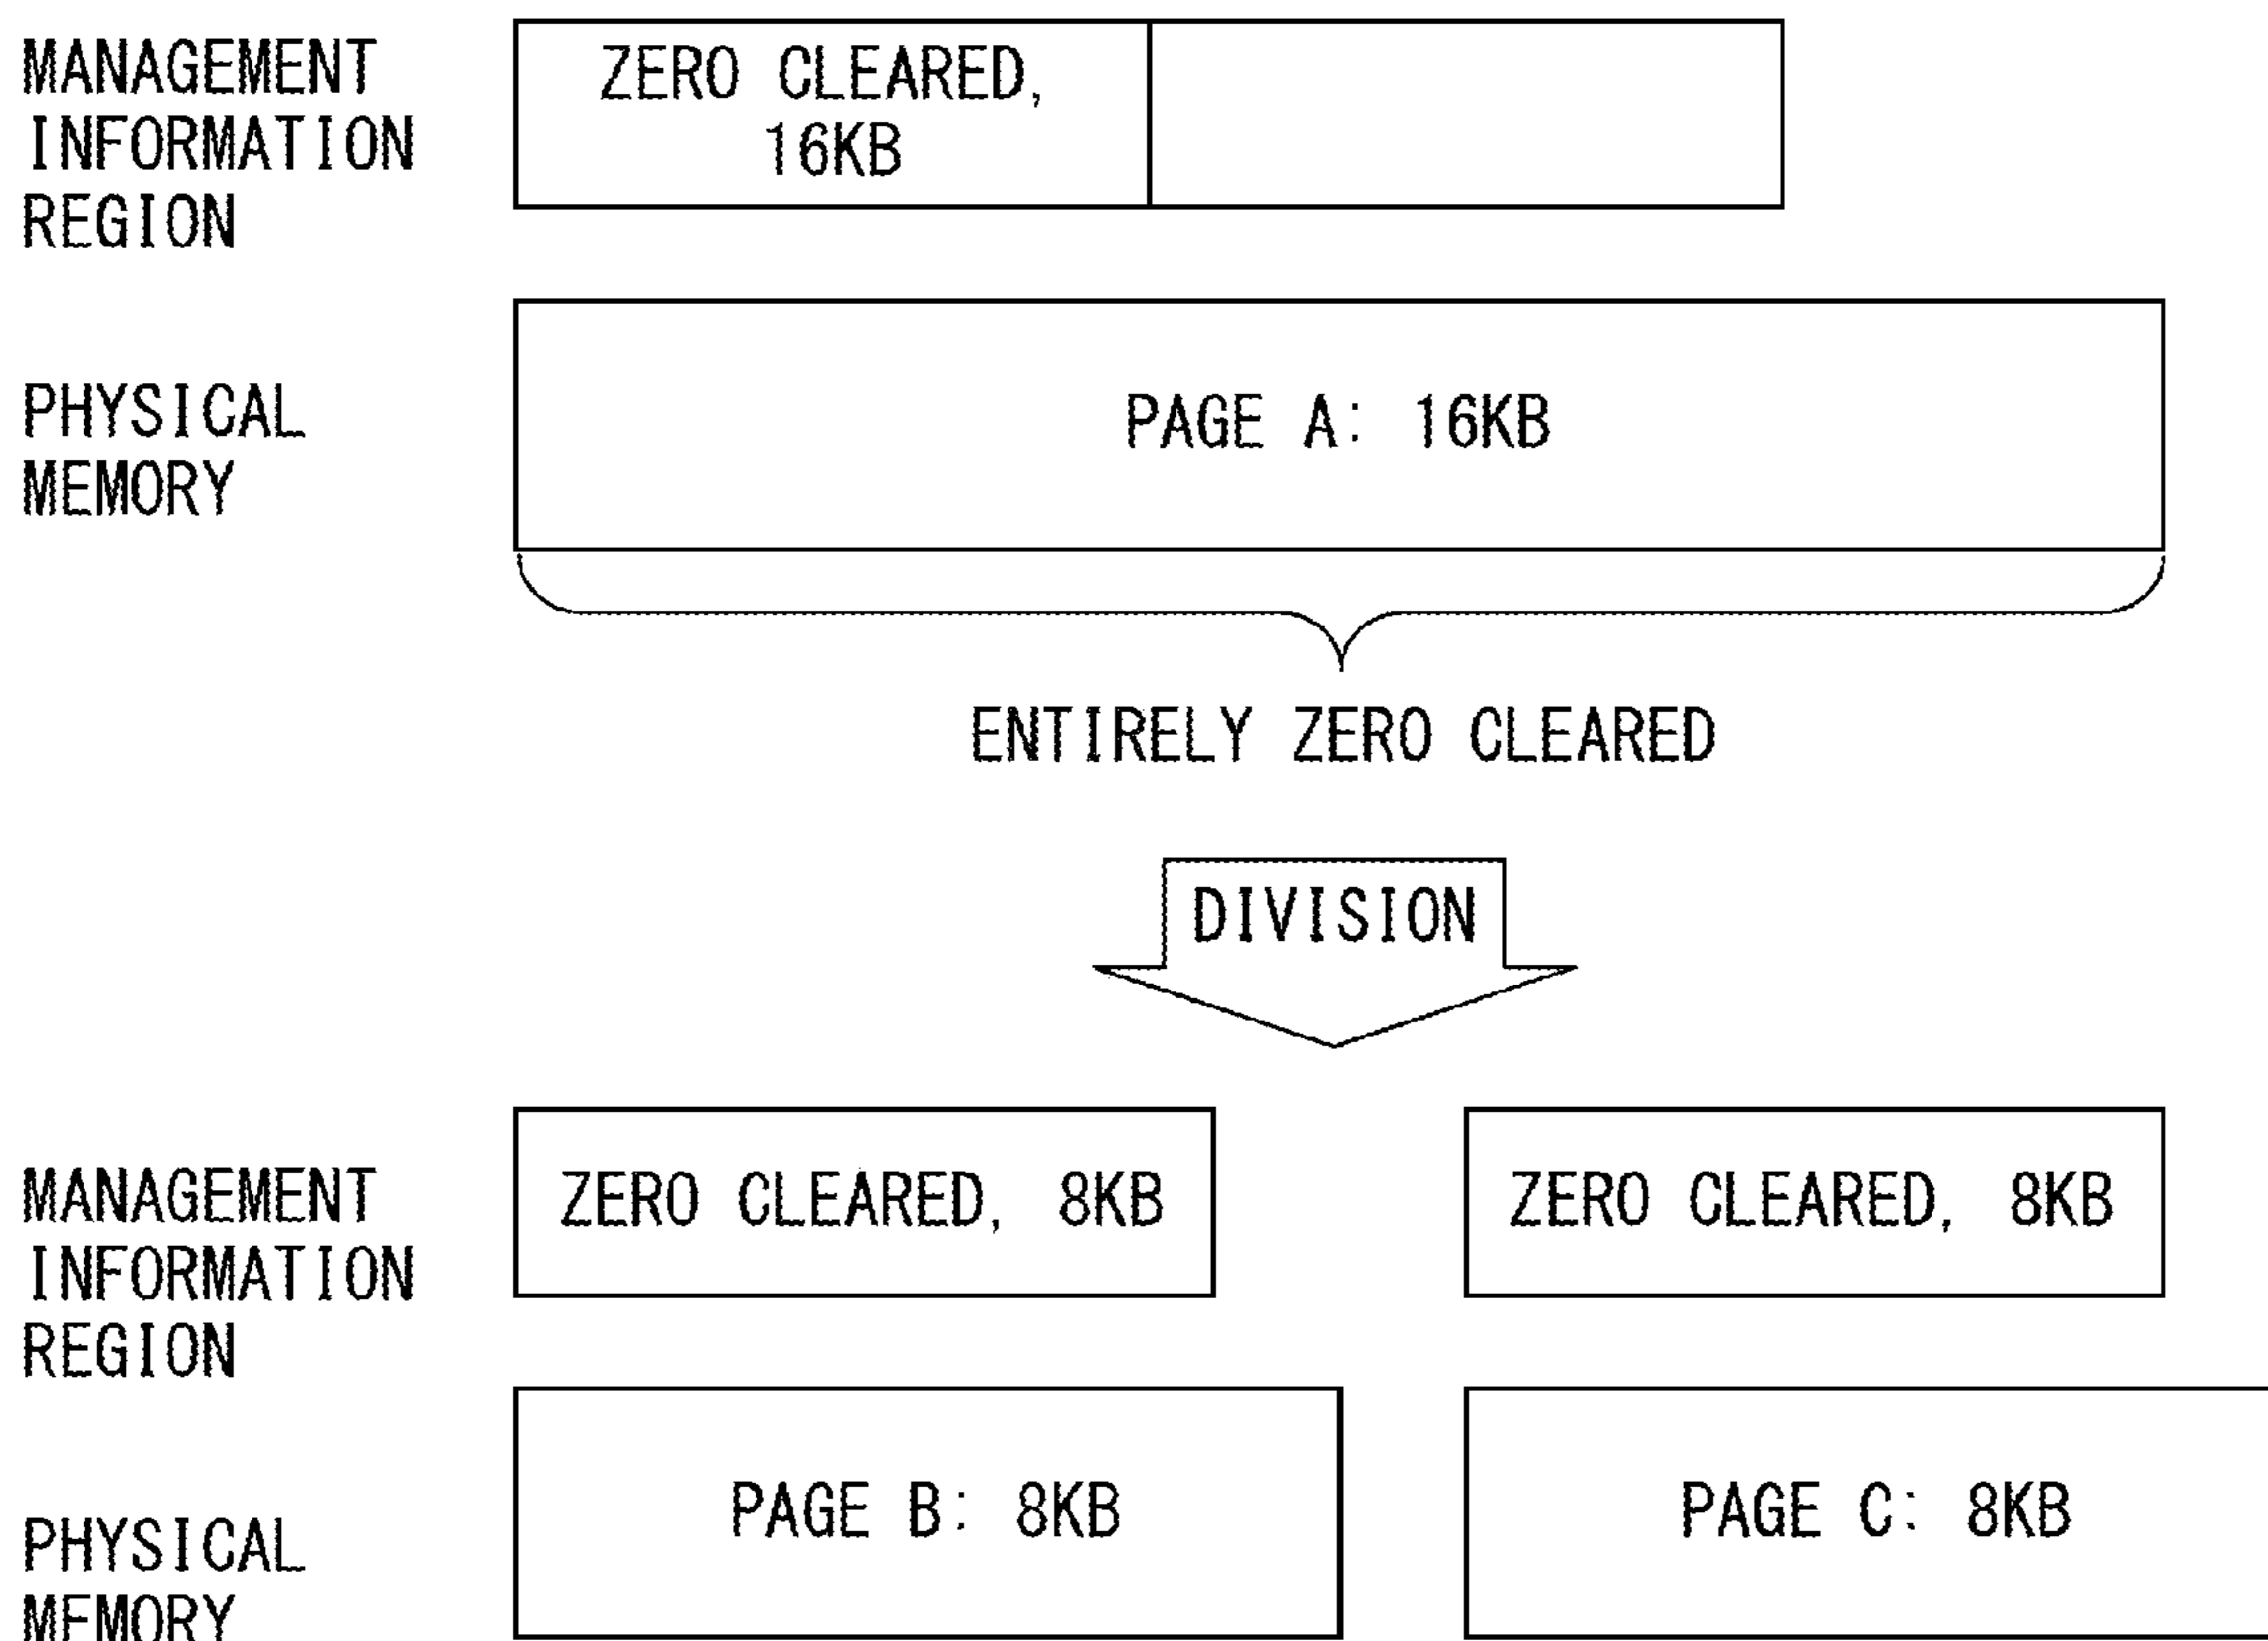 MANAGEMENT
INFORMATION
REGION
ZERO CLEARED,
16KB
PHYSICAL
MEMORY
PAGE A: 16KB
ENTIRELY ZERO CLEARED
DIVISION
MANAGEMENT
INFORMATION
REGION
ZERO CLEARED, 8KB
ZERO CLEARED, 8KB
PHYSICAL
MEMORY
PAGE B: 8KB
PAGE C: 8KB